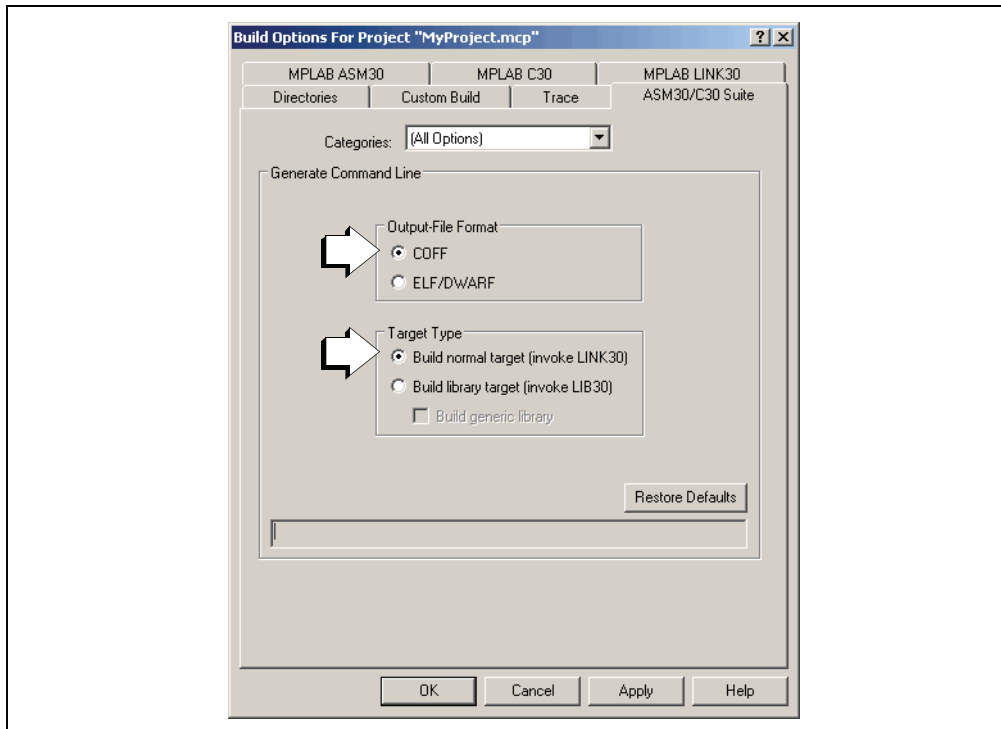 Build Options For Project "MyProject.mcp"
MPLAB ASM30 MPLAB C30 MPLAB LINK30
Directories Custom Build Trace ASM30/C30 Suite
Categories: (All Options)
Generate Command Line
Output-File Format
COFF
ELF/DWARF
Target Type
Build normal target (invoke LINK30)
Build library target (invoke LIB30)
Build generic library
Restore Defaults
OK Cancel Apply Help